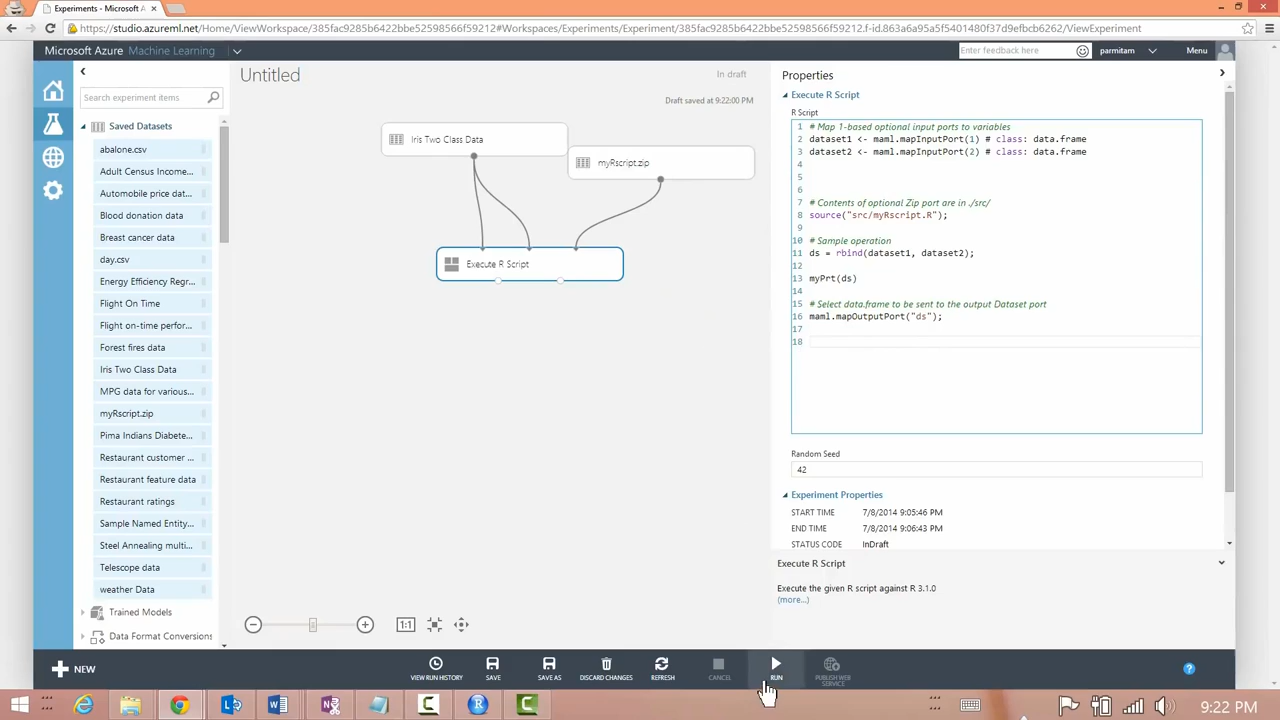 Experiments - Microsoft A
https://studio.azureml.net/Home/ViewWorkspace/385fac9285b6422bbe52598566f59212#Workspaces/Experiments/Experiment/385fac9285b6422bbe52598566f59212.f-id.863a6a95a5f5401480f37d9efbcb6262/ViewExperiment
Microsoft Azure Machine Learning
Enter feedback here
parmitam
Menu
Search experiment items
Saved Datasets
abalone.csv
Adult Census Income...
Automobile price dat...
Blood donation data
Breast cancer data
day.csv
Energy Efficiency Regr...
Flight On Time
Flight on-time perfor...
Forest fires data
Iris Two Class Data
MPG data for various...
myRscript.zip
Pima Indians Diabete...
Restaurant customer ...
Restaurant feature data
Restaurant ratings
Sample Named Entity...
Steel Annealing multi...
Telescope data
weather Data
Trained Models
Data Format Conversions
Untitled
In draft
Draft saved at 9:22:00 PM
Iris Two Class Data
myRscript.zip
Execute R Script
1:1
Properties
Execute R Script
R Script
1 # Map 1-based optional input ports to variables
2 dataset1 <- maml.mapInputPort(1) # class: data.frame
3 dataset2 <- maml.mapInputPort(2) # class: data.frame
4
5
6
7 # Contents of optional Zip port are in ./src/
8 source("src/myRscript.R");
9
10 # Sample operation
11 ds = rbind(dataset1, dataset2);
12
13 myPrt(ds)
14
15 # Select data.frame to be sent to the output Dataset port
16 maml.mapOutputPort("ds");
17
18
Random Seed
42
Experiment Properties
START TIME 7/8/2014 9:05:46 PM
END TIME 7/8/2014 9:06:43 PM
STATUS CODE InDraft
Execute R Script
Execute the given R script against R 3.1.0
(more...)
NEW
VIEW RUN HISTORY
SAVE
SAVE AS
DISCARD CHANGES
REFRESH
CANCEL
RUN
PUBLISH WEB
SERVICE
9:22 PM